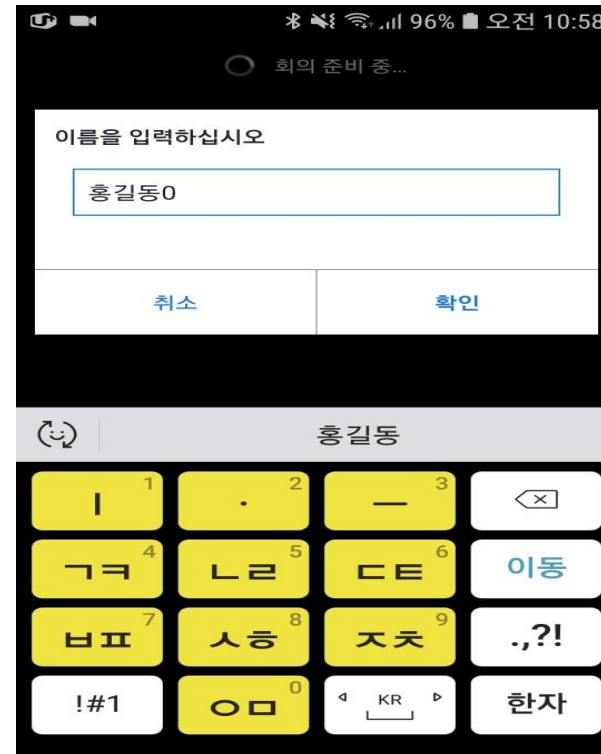 96% 오전 10:58
회의 준비 중...
이름을 입력하십시오
홍길동0
취소 확인
홍길동
ㅣ 1 · 2 ㅡ 3
ㄱㅋ 4 ㄴㄹ 5 ㄷㅌ 6 이동
ㅂㅍ 7 ㅅㅎ 8 ㅈㅊ 9 .,?!
!#1 ㅇㅁ 0 KR 한자